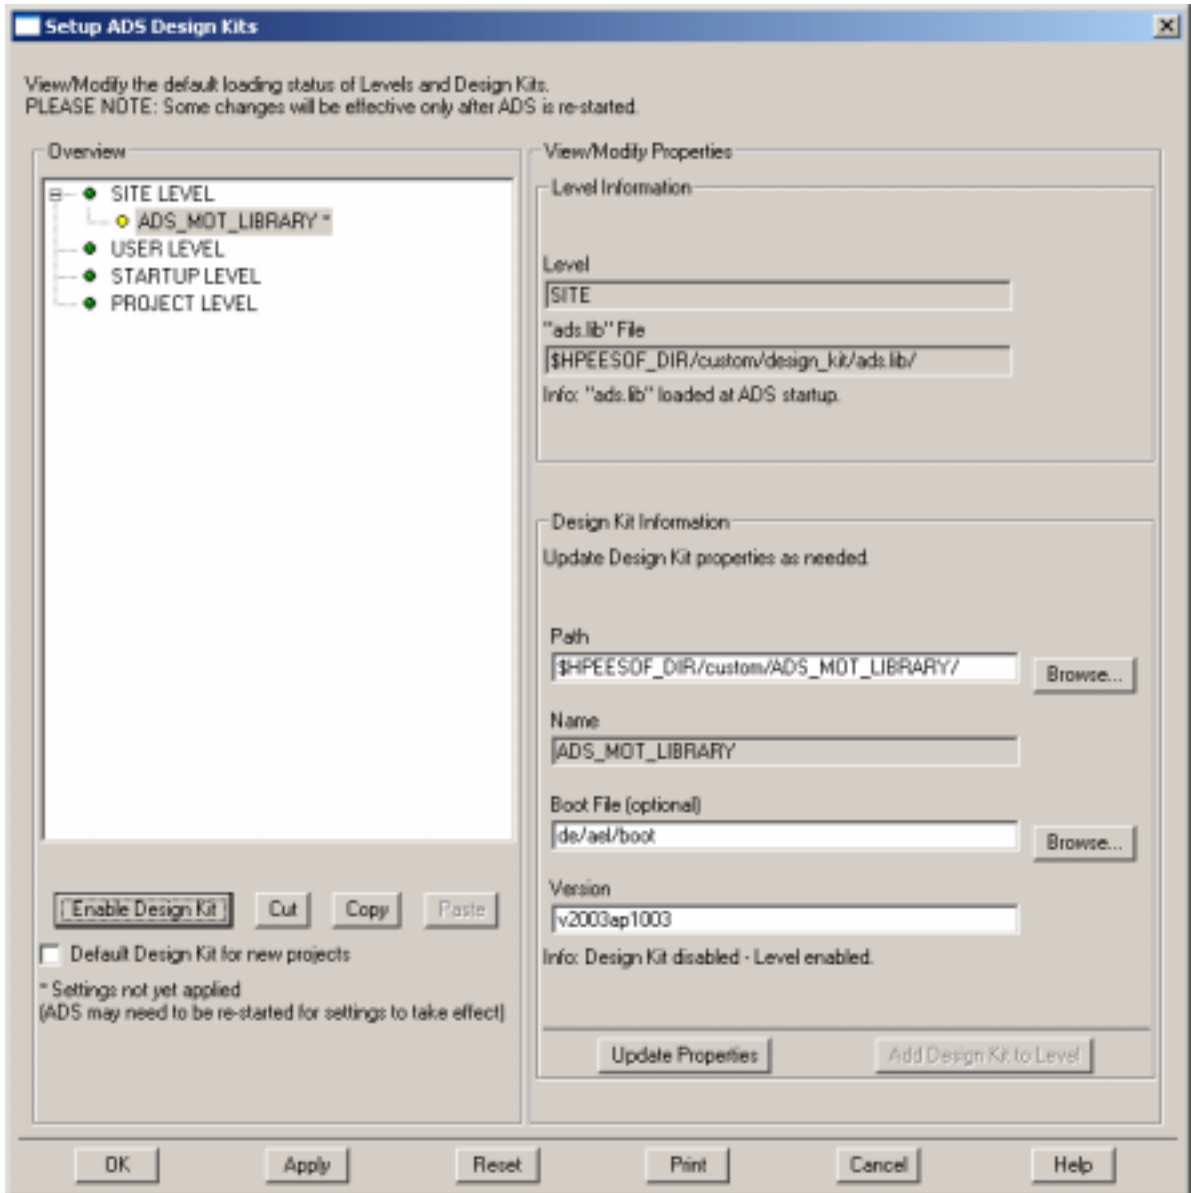 Setup ADS Design Kits
View/Modify the default loading status of Levels and Design Kits.
PLEASE NOTE: Some changes will be effective only after ADS is re-started.
Overview
SITE LEVEL
ADS_MOT_LIBRARY *
USER LEVEL
STARTUP LEVEL
PROJECT LEVEL
Enable Design Kit
Cut
Copy
Paste
Default Design Kit for new projects
* Settings not yet applied
(ADS may need to be re-started for settings to take effect)
View/Modify Properties
Level Information
Level
SITE
"ads.lib" File
$HPEESOF_DIR/custom/design_kit/ads.lib/
Info: "ads.lib" loaded at ADS startup.
Design Kit Information
Update Design Kit properties as needed.
Path
$HPEESOF_DIR/custom/ADS_MOT_LIBRARY/
Browse...
Name
ADS_MOT_LIBRARY
Boot File (optional)
de/ael/boot
Browse...
Version
v2003ap1003
Info: Design Kit disabled - Level enabled.
Update Properties
Add Design Kit to Level
OK
Apply
Reset
Print
Cancel
Help